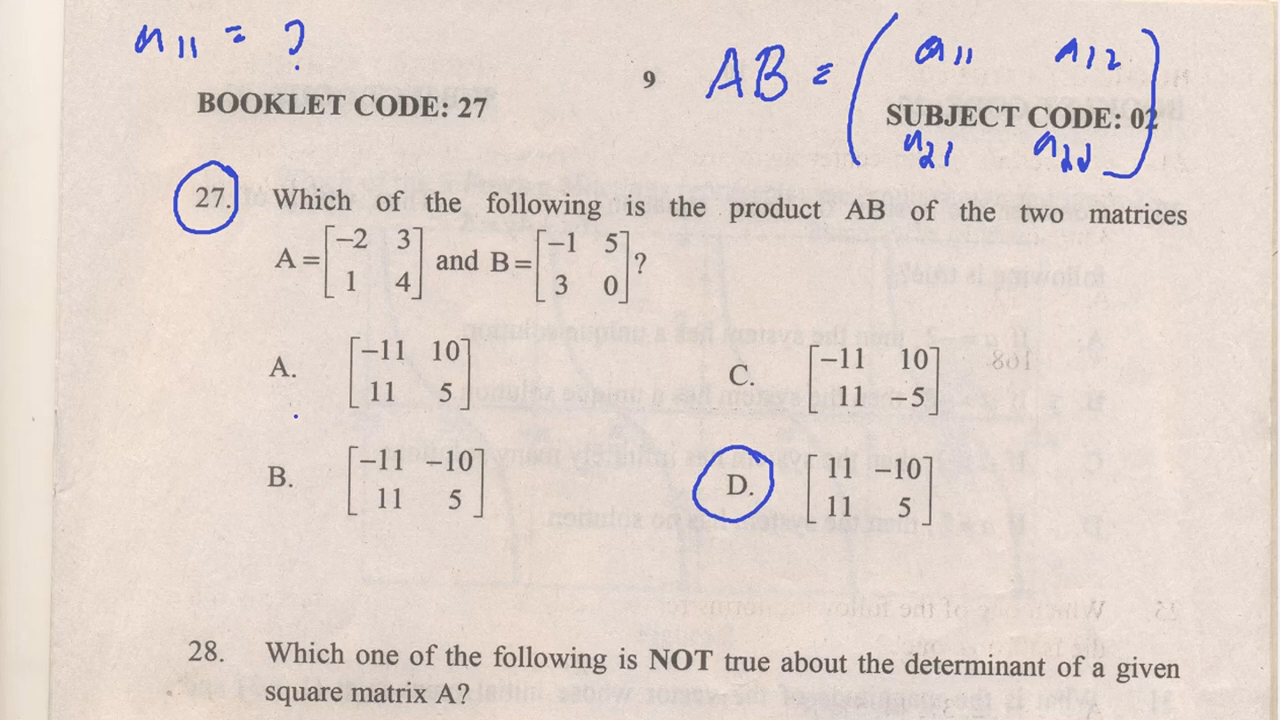 a11 = ?
AB = ( a11 a12
9
BOOKLET CODE: 27
SUBJECT CODE: 02
a21 a22 )
27. Which of the following is the product AB of the two matrices
A = [−2 3] and B = [−1 5] ?
[1 4] [3 0]
A. [−11 10]
[11 5]
C. [−11 10]
[11 −5]
B. [−11 −10]
[11 5]
D. [11 −10]
[11 5]
28. Which one of the following is NOT true about the determinant of a given
square matrix A?